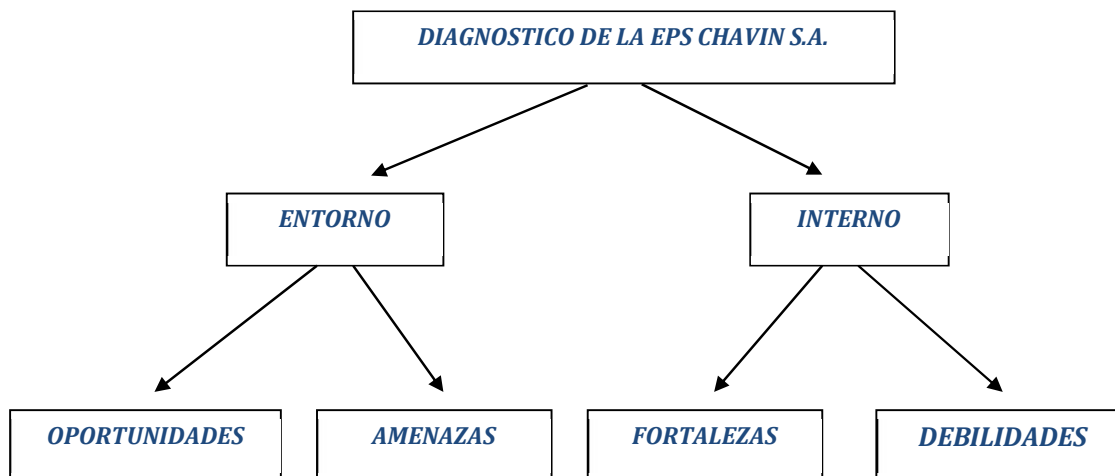 DIAGNOSTICO DE LA EPS CHAVIN S.A.
ENTORNO
INTERNO
OPORTUNIDADES
AMENAZAS
FORTALEZAS
DEBILIDADES